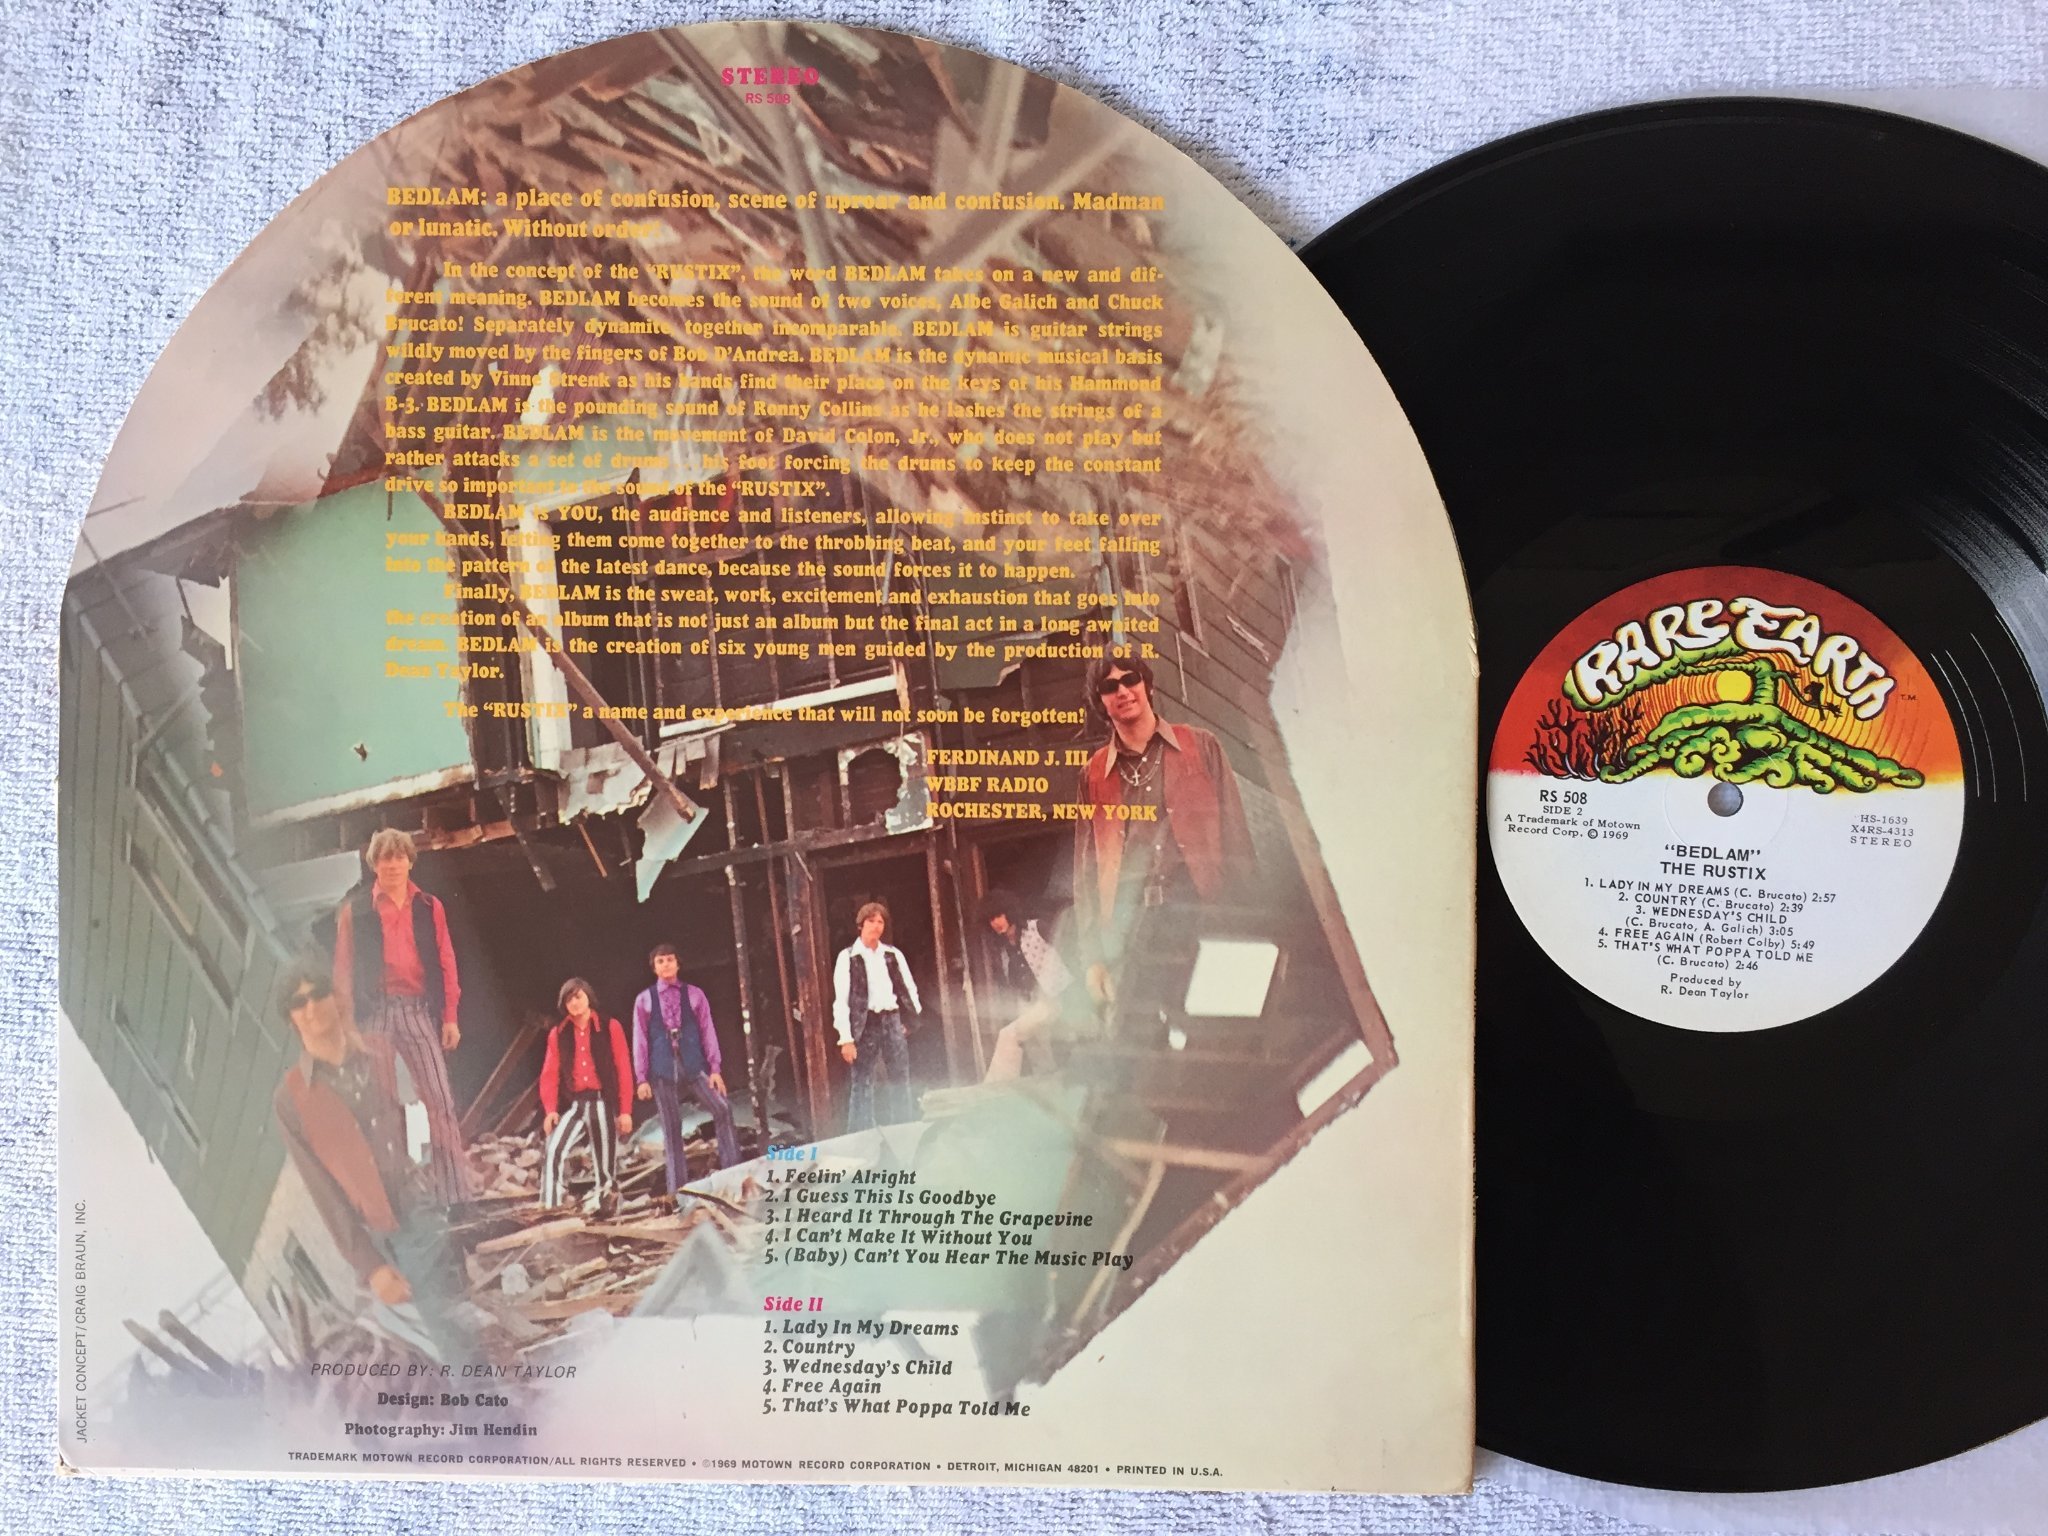 STEREO
RS 508
BEDLAM: a place of confusion, scene of uproar and confusion. Madman
or lunatic. Without order!
In the concept of the "RUSTIX", the word BEDLAM takes on a new and dif-
ferent meaning. BEDLAM becomes the sound of two voices, Albe Galich and Chuck
Brucato! Separately dynamite, together incomparable. BEDLAM is guitar strings
wildly moved by the fingers of Bob D'Andrea. BEDLAM is the dynamic musical basis
created by Vinne Strenk as his hands find their place on the keys of his Hammond
B-3. BEDLAM is the pounding sound of Ronny Collins as he lashes the strings of a
bass guitar. BEDLAM is the movement of David Colon, Jr., who does not play but
rather attacks a set of drums . . . his foot forcing the drums to keep the constant
drive so important to the sound of the "RUSTIX".
BEDLAM is YOU, the audience and listeners, allowing instinct to take over
your hands, letting them come together to the throbbing beat, and your feet falling
into the pattern of the latest dance, because the sound forces it to happen.
Finally, BEDLAM is the sweat, work, excitement and exhaustion that goes into
the creation of an album that is not just an album but the final act in a long awaited
dream. BEDLAM is the creation of six young men guided by the production of R.
Dean Taylor.
The "RUSTIX" a name and experience that will not soon be forgotten!
FERDINAND J. III
WBBF RADIO
ROCHESTER, NEW YORK
Side I
1. Feelin' Alright
2. I Guess This Is Goodbye
3. I Heard It Through The Grapevine
4. I Can't Make It Without You
5. (Baby) Can't You Hear The Music Play
Side II
1. Lady In My Dreams
2. Country
3. Wednesday's Child
4. Free Again
5. That's What Poppa Told Me
PRODUCED BY: R. DEAN TAYLOR
Design: Bob Cato
Photography: Jim Hendin
JACKET CONCEPT/CRAIG BRAUN, INC.
TRADEMARK MOTOWN RECORD CORPORATION/ALL RIGHTS RESERVED • ©1969 MOTOWN RECORD CORPORATION • DETROIT, MICHIGAN 48201 • PRINTED IN U.S.A.
RARE EARTH
T.M.
RS 508
SIDE 2
A Trademark of Motown
Record Corp. © 1969
HS-1639
X4RS-4313
STEREO
"BEDLAM"
THE RUSTIX
1. LADY IN MY DREAMS (C. Brucato) 2:57
2. COUNTRY (C. Brucato) 2:39
3. WEDNESDAY'S CHILD
(C. Brucato, A. Galich) 3:05
4. FREE AGAIN (Robert Colby) 5:49
5. THAT'S WHAT POPPA TOLD ME
(C. Brucato) 2:46
Produced by
R. Dean Taylor